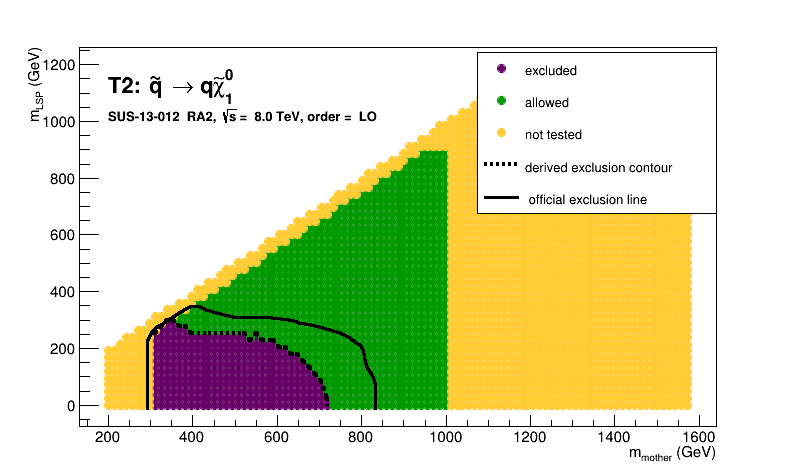 T2: q̃ → qχ̃₁⁰
SUS-13-012 RA2, √s = 8.0 TeV, order = LO
excluded
allowed
not tested
derived exclusion contour
official exclusion line
m_LSP (GeV)
1200
1000
800
600
400
200
0
200 400 600 800 1000 1200 1400 1600
m_mother (GeV)